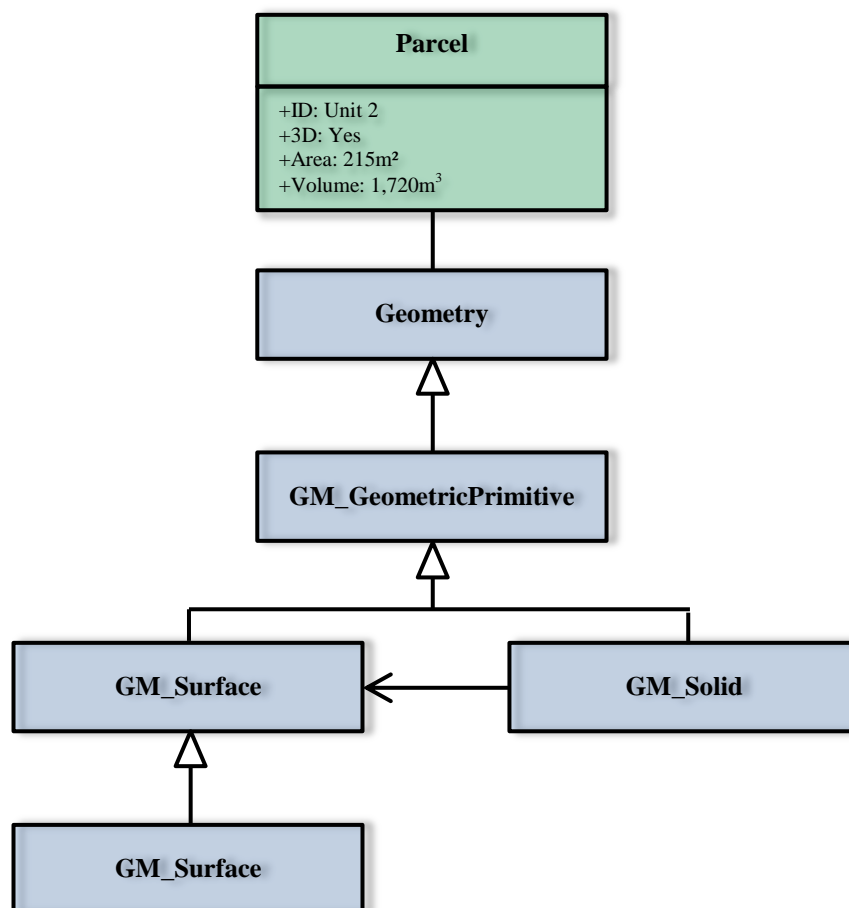 Parcel
+ID: Unit 2
+3D: Yes
+Area: 215m²
+Volume: 1,720m³
Geometry
GM_GeometricPrimitive
GM_Surface
GM_Solid
GM_Surface